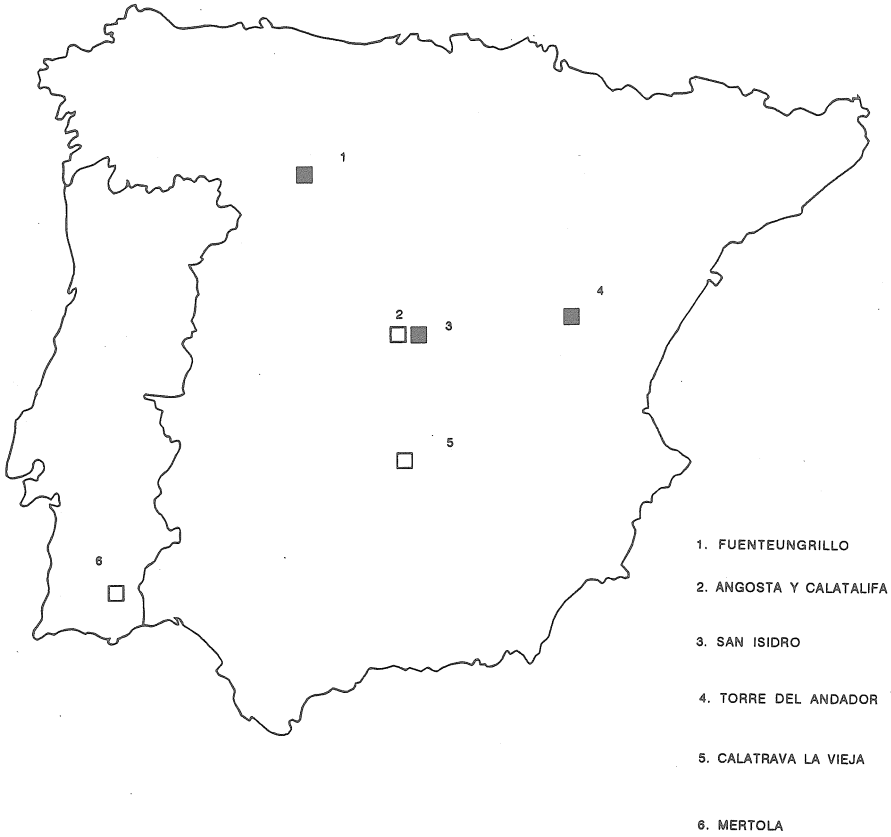 1
4
2
3
5
6
1. FUENTEUNGRILLO
2. ANGOSTA Y CALATALIFA
3. SAN ISIDRO
4. TORRE DEL ANDADOR
5. CALATRAVA LA VIEJA
6. MERTOLA